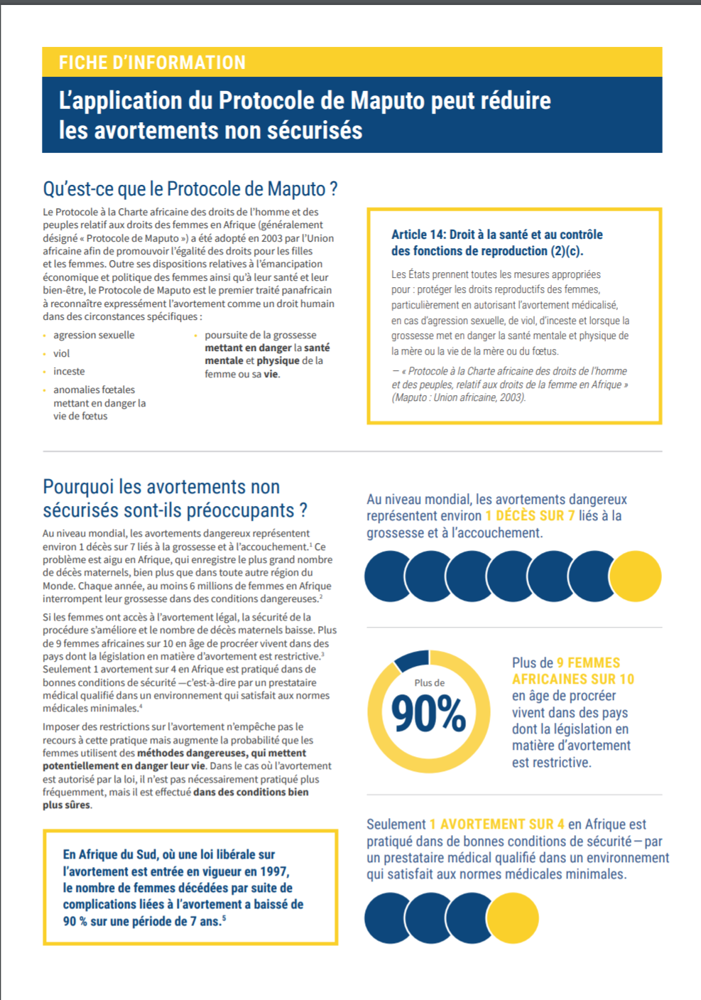 FICHE D’INFORMATION
L’application du Protocole de Maputo peut réduire
les avortements non sécurisés
Qu’est-ce que le Protocole de Maputo ?
Le Protocole à la Charte africaine des droits de l’homme et des
peuples relatif aux droits des femmes en Afrique (généralement
désigné « Protocole de Maputo ») a été adopté en 2003 par l’Union
africaine afin de promouvoir l’égalité des droits pour les filles
et les femmes. Outre ses dispositions relatives à l’émancipation
économique et politique des femmes ainsi qu’à leur santé et leur
bien-être, le Protocole de Maputo est le premier traité panafricain
à reconnaître expressément l’avortement comme un droit humain
dans des circonstances spécifiques :
• agression sexuelle
• viol
• inceste
• anomalies fœtales
mettant en danger la
vie de fœtus
• poursuite de la grossesse
mettant en danger la santé
mentale et physique de la
femme ou sa vie.
Article 14: Droit à la santé et au contrôle
des fonctions de reproduction (2)(c).
Les États prennent toutes les mesures appropriées
pour : protéger les droits reproductifs des femmes,
particulièrement en autorisant l’avortement médicalisé,
en cas d’agression sexuelle, de viol, d’inceste et lorsque la
grossesse met en danger la santé mentale et physique de
la mère ou la vie de la mère ou du fœtus.
— « Protocole à la Charte africaine des droits de l’homme
et des peuples, relatif aux droits de la femme en Afrique »
(Maputo : Union africaine, 2003).
Pourquoi les avortements non
sécurisés sont-ils préoccupants ?
Au niveau mondial, les avortements dangereux représentent
environ 1 décès sur 7 liés à la grossesse et à l’accouchement.¹ Ce
problème est aigu en Afrique, qui enregistre le plus grand nombre
de décès maternels, bien plus que dans toute autre région du
Monde. Chaque année, au moins 6 millions de femmes en Afrique
interrompent leur grossesse dans des conditions dangereuses.²
Si les femmes ont accès à l’avortement légal, la sécurité de la
procédure s’améliore et le nombre de décès maternels baisse. Plus
de 9 femmes africaines sur 10 en âge de procréer vivent dans des
pays dont la législation en matière d’avortement est restrictive.³
Seulement 1 avortement sur 4 en Afrique est pratiqué dans de
bonnes conditions de sécurité —c’est-à-dire par un prestataire
médical qualifié dans un environnement qui satisfait aux normes
médicales minimales.⁴
Imposer des restrictions sur l’avortement n’empêche pas le
recours à cette pratique mais augmente la probabilité que les
femmes utilisent des méthodes dangereuses, qui mettent
potentiellement en danger leur vie. Dans le cas où l’avortement
est autorisé par la loi, il n’est pas nécessairement pratiqué plus
fréquemment, mais il est effectué dans des conditions bien
plus sûres.
En Afrique du Sud, où une loi libérale sur
l’avortement est entrée en vigueur en 1997,
le nombre de femmes décédées par suite de
complications liées à l’avortement a baissé de
90 % sur une période de 7 ans.⁵
Au niveau mondial, les avortements dangereux
représentent environ 1 DÉCÈS SUR 7 liés à la
grossesse et à l’accouchement.
Plus de
90%
Plus de 9 FEMMES
AFRICAINES SUR 10
en âge de procréer
vivent dans des pays
dont la législation en
matière d’avortement
est restrictive.
Seulement 1 AVORTEMENT SUR 4 en Afrique est
pratiqué dans de bonnes conditions de sécurité — par
un prestataire médical qualifié dans un environnement
qui satisfait aux normes médicales minimales.